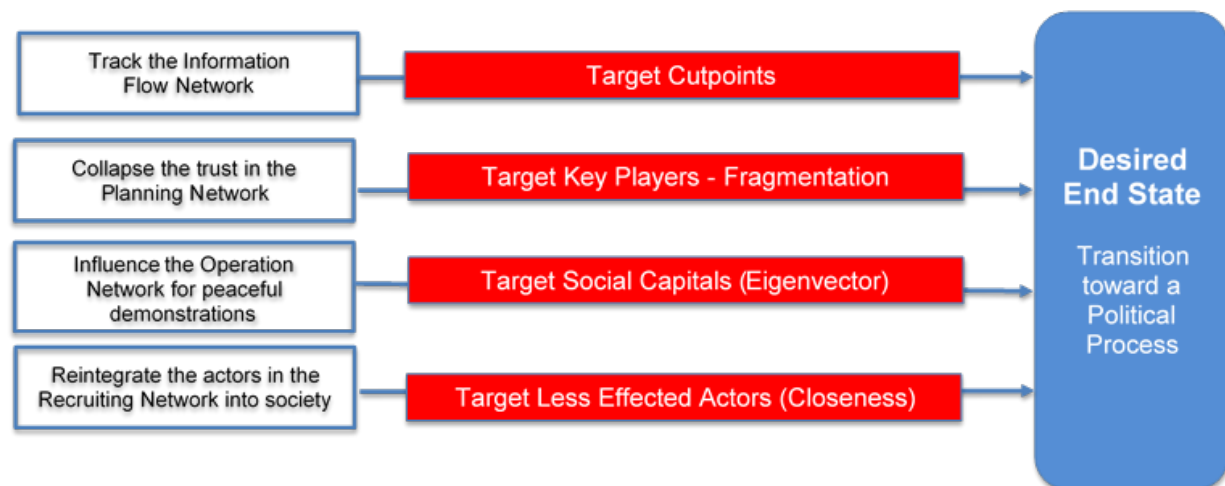 Track the Information
Flow Network
Target Cutpoints
Collapse the trust in the
Planning Network
Target Key Players - Fragmentation
Influence the Operation
Network for peaceful
demonstrations
Target Social Capitals (Eigenvector)
Reintegrate the actors in the
Recruiting Network into society
Target Less Effected Actors (Closeness)
Desired
End State
Transition
toward a
Political
Process